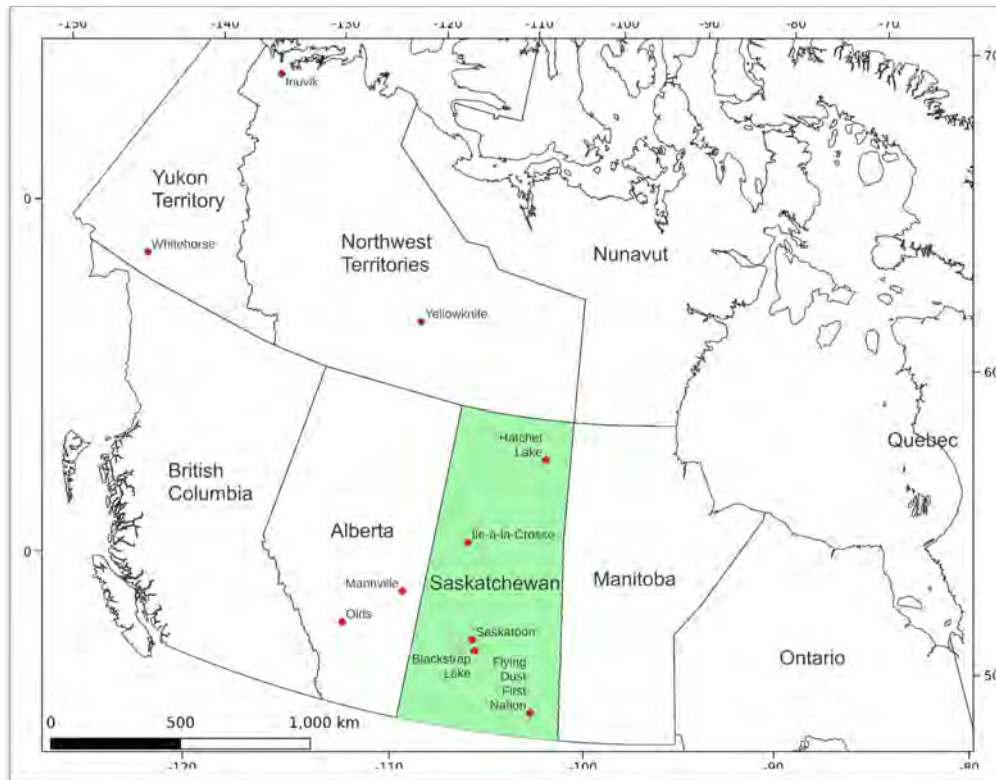 -150
-140
-130
-120
-110
-100
-90
-80
-70
70
Inuvik
Yukon
Territory
0
Whitehorse
Northwest
Territories
Nunavut
Yellowknife
60
Hatchet
Lake
Quebec
British
Columbia
Alberta
Ile-a-la-Crosse
0
Mannville
Saskatchewan
Manitoba
Olds
Saskatoon
Blackstrap
Lake
Flying
Dust
First
Nation
Ontario
50
0
500
1,000 km
-120
-110
-100
-90
-80